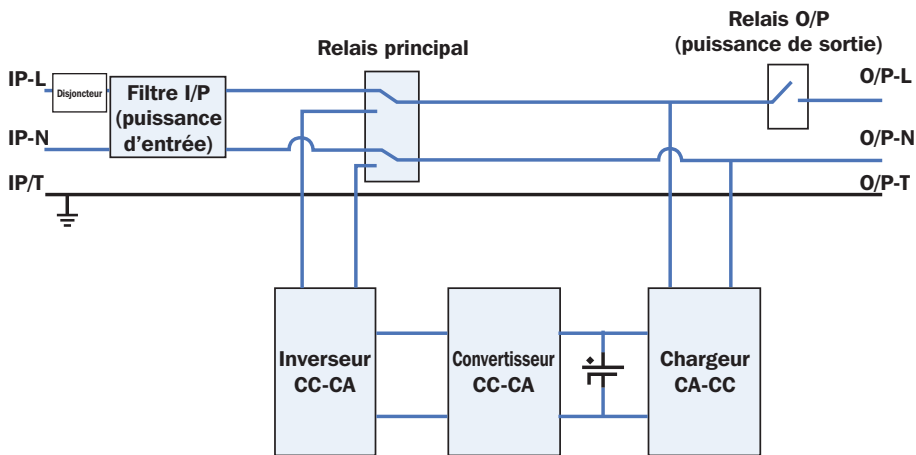 Relais O/P
(puissance de sortie)
Relais principal
IP-L
Disjoncteur
Filtre I/P
(puissance
d'entrée)
O/P-L
IP-N
O/P-N
IP/T
O/P-T
Inverseur
CC-CA
Convertisseur
CC-CA
Chargeur
CA-CC